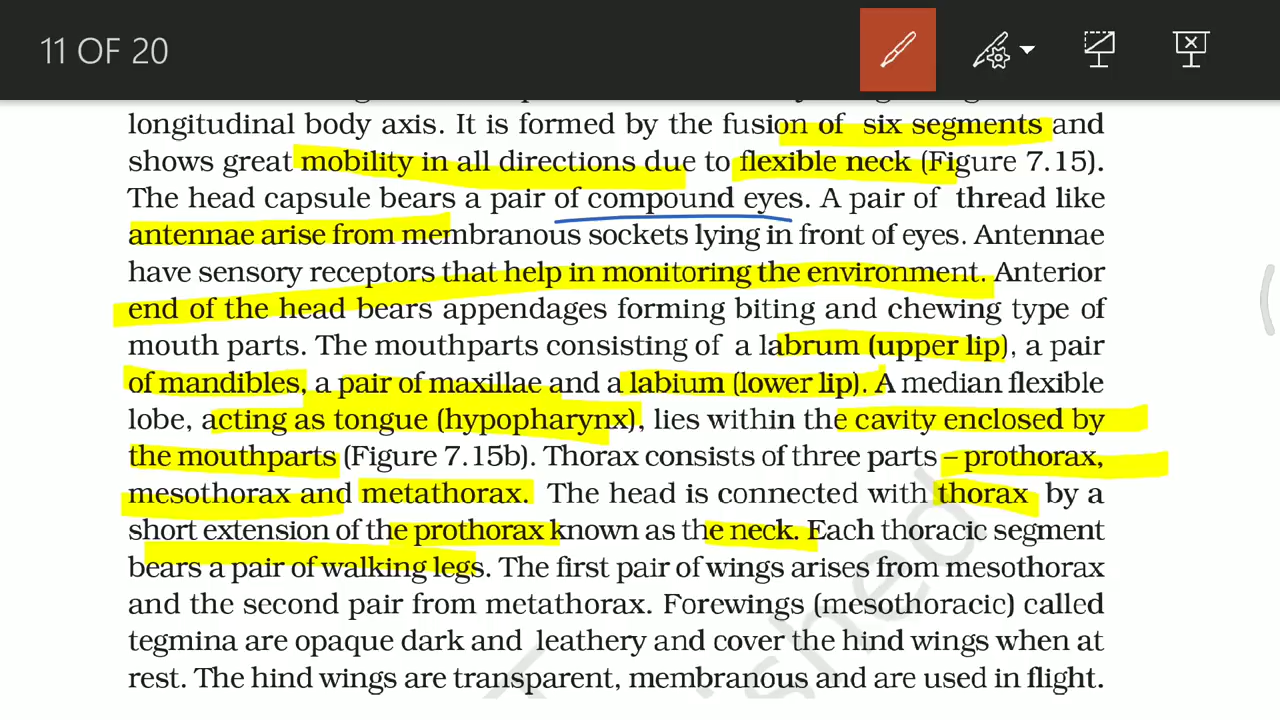 11 OF 20
longitudinal body axis. It is formed by the fusion of six segments and
shows great mobility in all directions due to flexible neck (Figure 7.15).
The head capsule bears a pair of compound eyes. A pair of thread like
antennae arise from membranous sockets lying in front of eyes. Antennae
have sensory receptors that help in monitoring the environment. Anterior
end of the head bears appendages forming biting and chewing type of
mouth parts. The mouthparts consisting of a labrum (upper lip), a pair
of mandibles, a pair of maxillae and a labium (lower lip). A median flexible
lobe, acting as tongue (hypopharynx), lies within the cavity enclosed by
the mouthparts (Figure 7.15b). Thorax consists of three parts – prothorax,
mesothorax and metathorax. The head is connected with thorax by a
short extension of the prothorax known as the neck. Each thoracic segment
bears a pair of walking legs. The first pair of wings arises from mesothorax
and the second pair from metathorax. Forewings (mesothoracic) called
tegmina are opaque dark and leathery and cover the hind wings when at
rest. The hind wings are transparent, membranous and are used in flight.